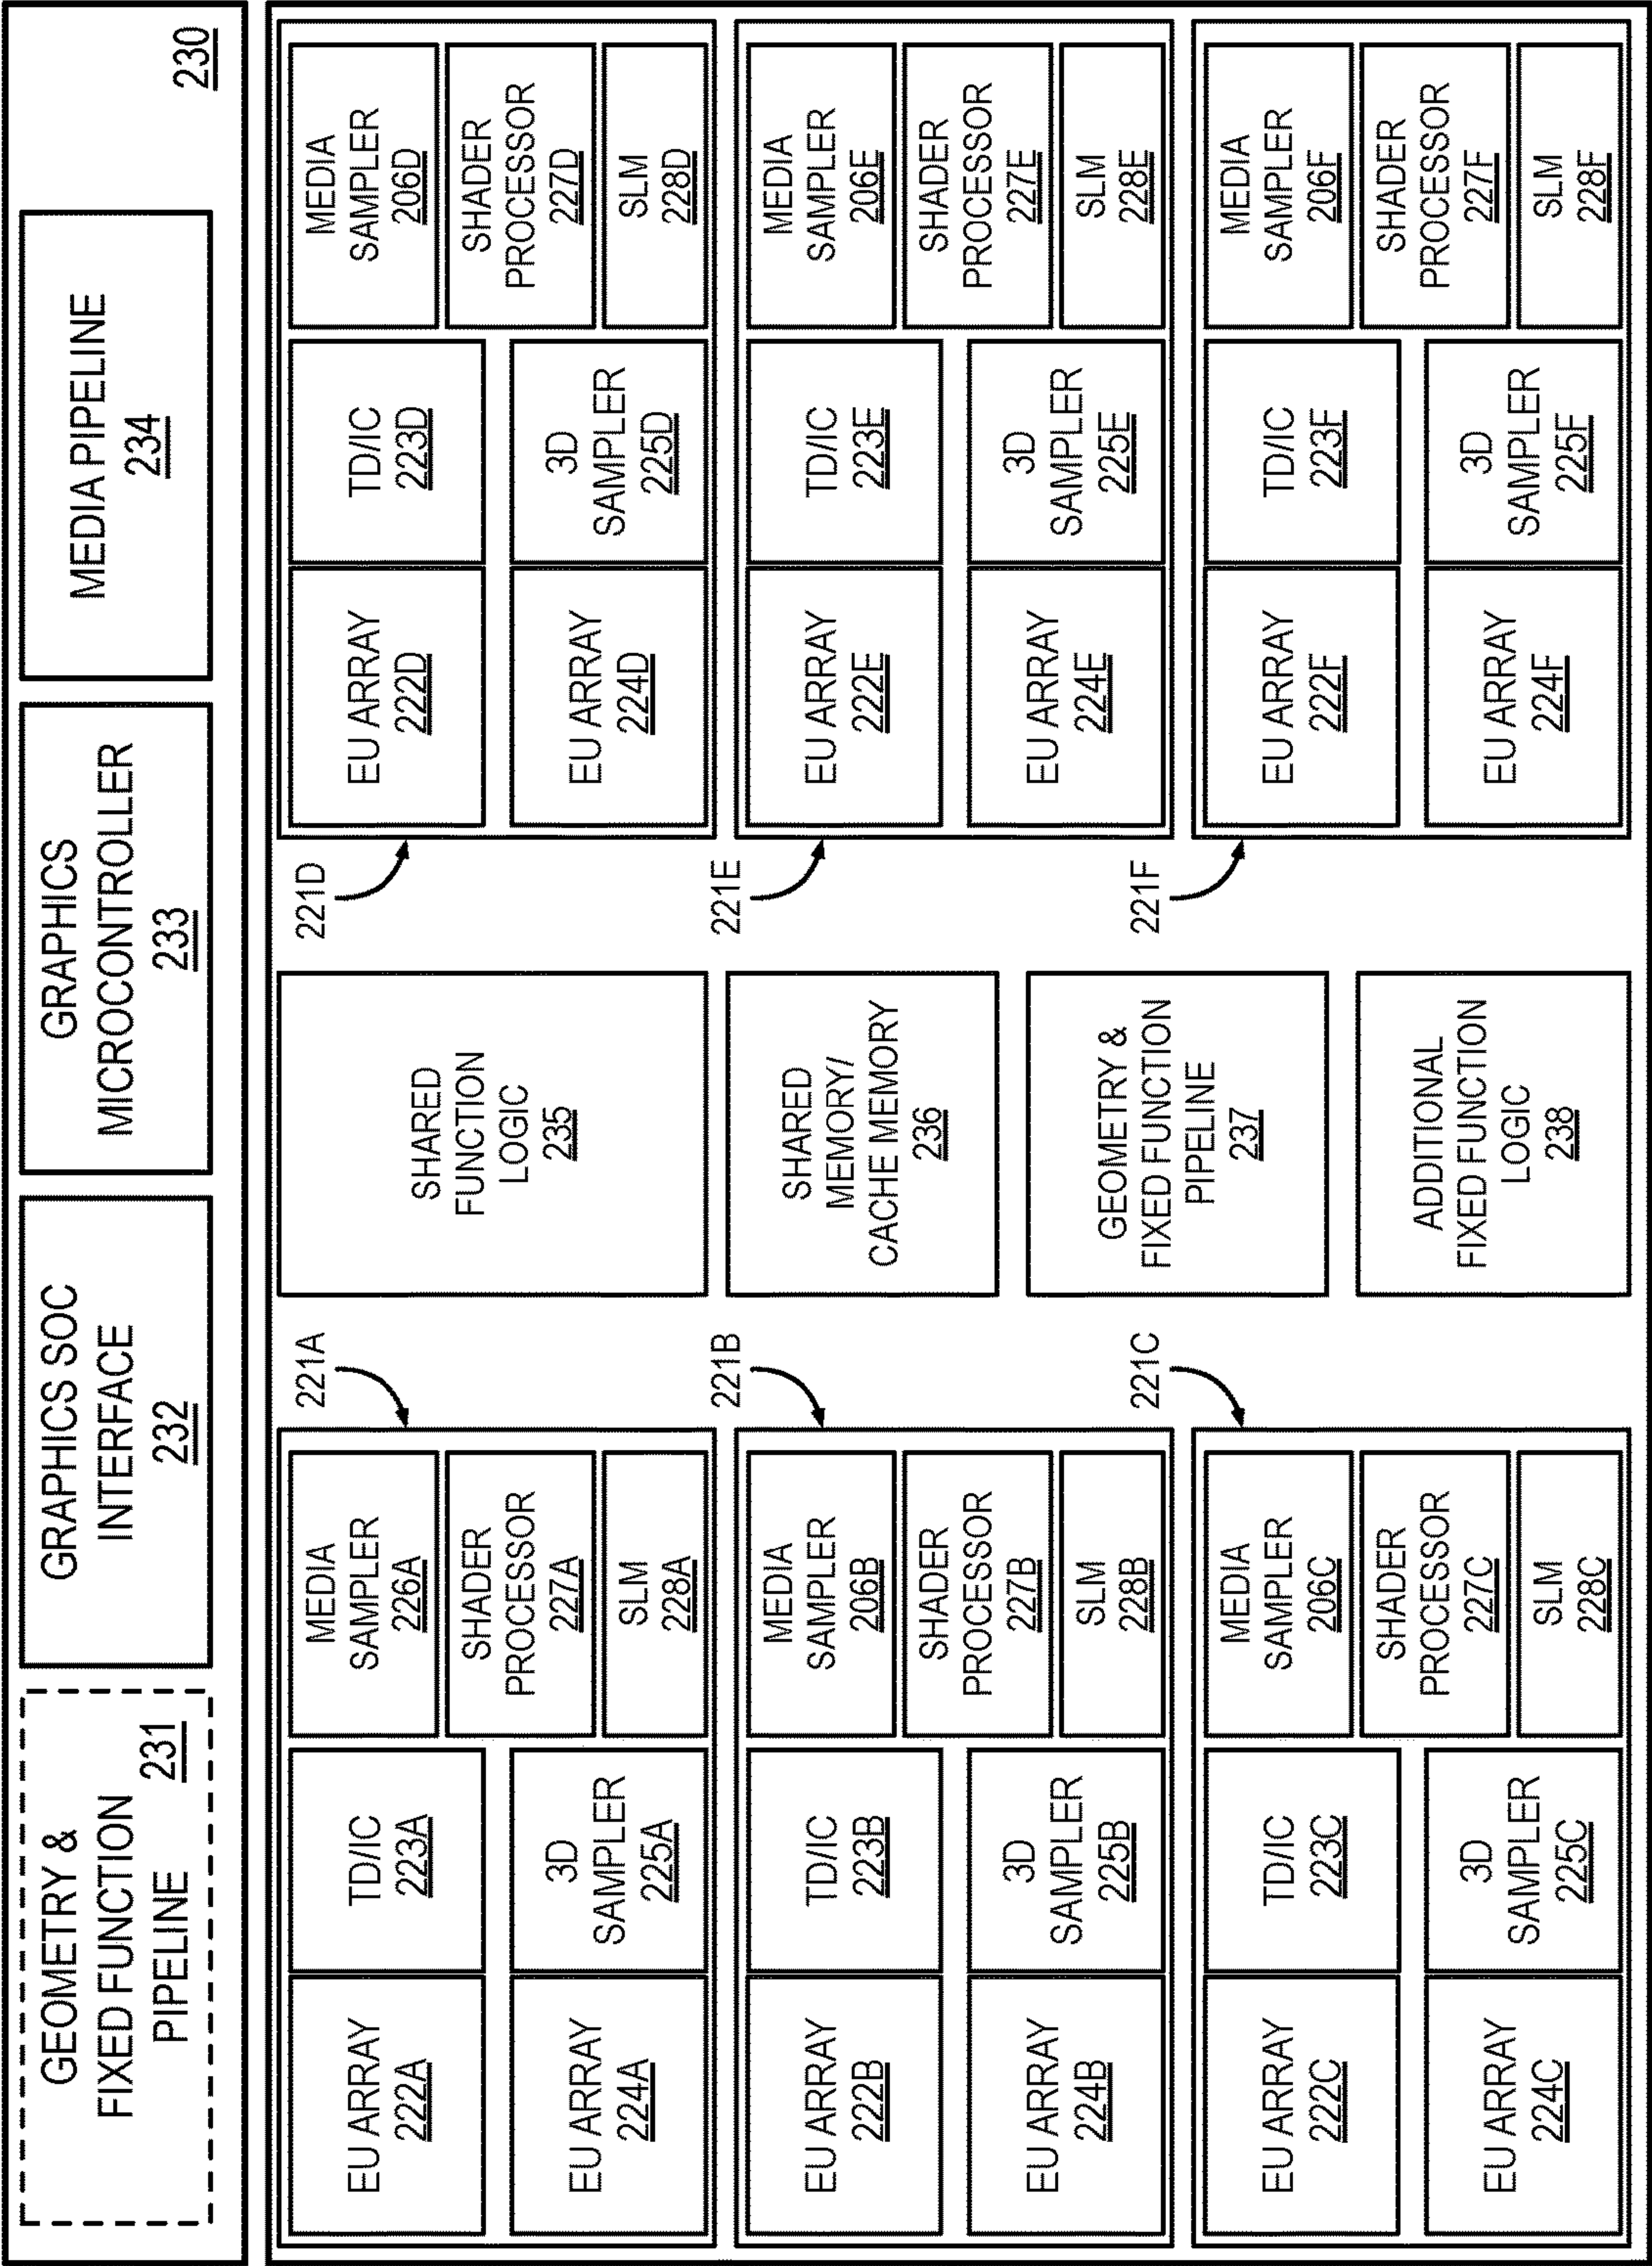 GEOMETRY &
FIXED FUNCTION
PIPELINE
231
GRAPHICS SOC
INTERFACE
232
GRAPHICS
MICROCONTROLLER
233
MEDIA PIPELINE
234
230
EU ARRAY
222A
TD/IC
223A
MEDIA
SAMPLER
226A
SHADER
PROCESSOR
227A
EU ARRAY
224A
3D
SAMPLER
225A
SLM
228A
221A
SHARED
FUNCTION
LOGIC
235
221D
EU ARRAY
222D
TD/IC
223D
MEDIA
SAMPLER
206D
SHADER
PROCESSOR
227D
EU ARRAY
224D
3D
SAMPLER
225D
SLM
228D
EU ARRAY
222B
TD/IC
223B
MEDIA
SAMPLER
206B
SHADER
PROCESSOR
227B
EU ARRAY
224B
3D
SAMPLER
225B
SLM
228B
221B
SHARED
MEMORY/
CACHE MEMORY
236
221E
EU ARRAY
222E
TD/IC
223E
MEDIA
SAMPLER
206E
SHADER
PROCESSOR
227E
EU ARRAY
224E
3D
SAMPLER
225E
SLM
228E
GEOMETRY &
FIXED FUNCTION
PIPELINE
237
EU ARRAY
222C
TD/IC
223C
MEDIA
SAMPLER
206C
SHADER
PROCESSOR
227C
EU ARRAY
224C
3D
SAMPLER
225C
SLM
228C
221C
ADDITIONAL
FIXED FUNCTION
LOGIC
238
221F
EU ARRAY
222F
TD/IC
223F
MEDIA
SAMPLER
206F
SHADER
PROCESSOR
227F
EU ARRAY
224F
3D
SAMPLER
225F
SLM
228F